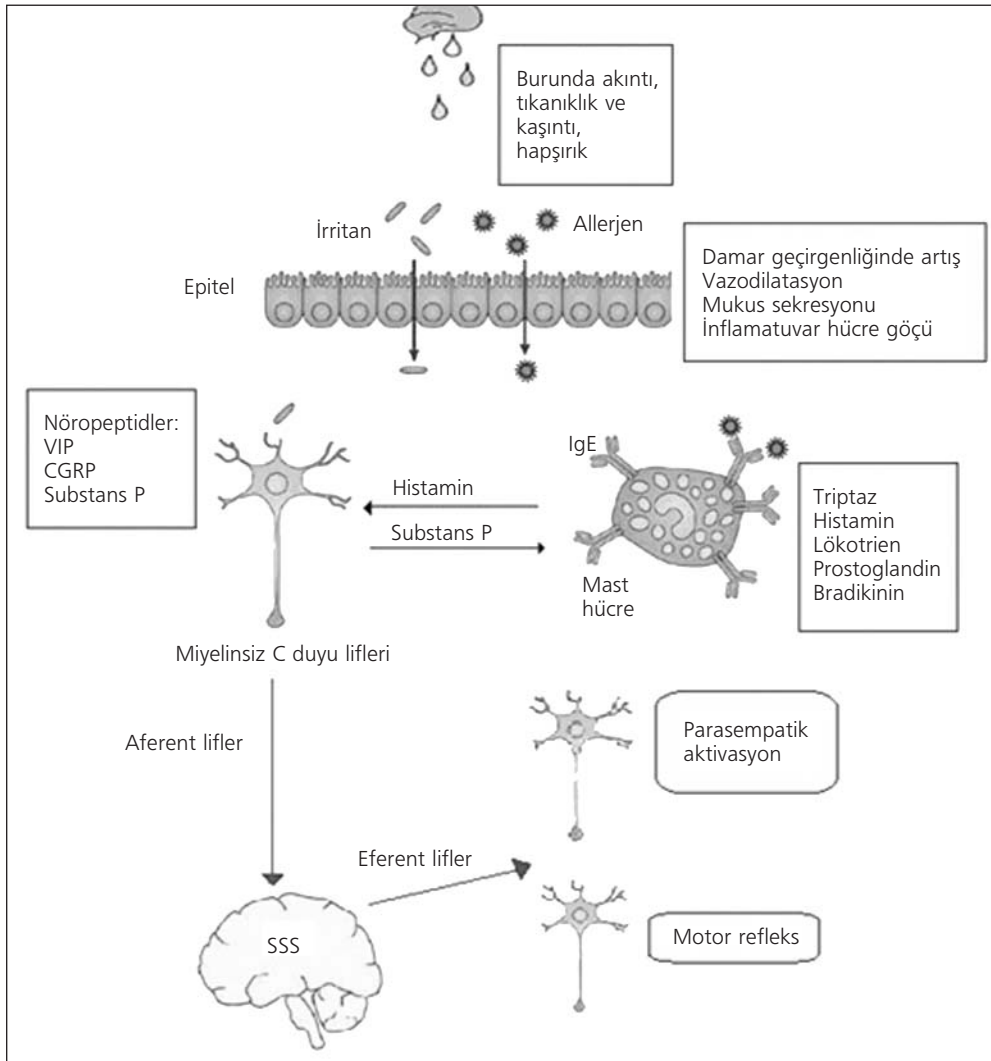 Burunda akıntı,
tıkanıklık ve
kaşıntı,
hapşırık
İrritan
Allerjen
Epitel
Damar geçirgenliğinde artış
Vazodilatasyon
Mukus sekresyonu
İnflamatuvar hücre göçü
Nöropeptidler:
VIP
CGRP
Substans P
Histamin
Substans P
IgE
Mast
hücre
Triptaz
Histamin
Lökotrien
Prostoglandin
Bradikinin
Miyelinsiz C duyu lifleri
Aferent lifler
Parasempatik
aktivasyon
Eferent lifler
SSS
Motor refleks